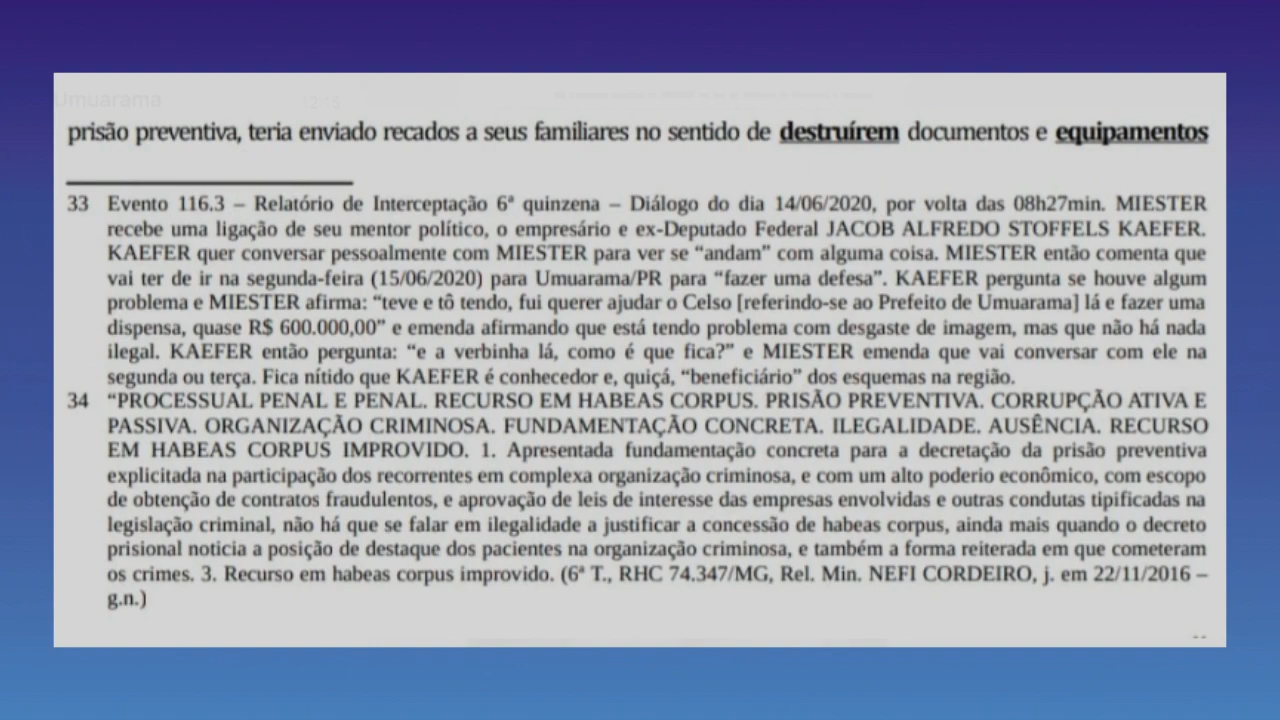 Umuarama
prisão preventiva, teria enviado recados a seus familiares no sentido de destruírem documentos e equipamentos
33 Evento 116.3 – Relatório de Interceptação 6ª quinzena – Diálogo do dia 14/06/2020, por volta das 08h27min. MIESTER
recebe uma ligação de seu mentor político, o empresário e ex-Deputado Federal JACOB ALFREDO STOFFELS KAEFER.
KAEFER quer conversar pessoalmente com MIESTER para ver se “andam” com alguma coisa. MIESTER então comenta que
vai ter de ir na segunda-feira (15/06/2020) para Umuarama/PR para “fazer uma defesa”. KAEFER pergunta se houve algum
problema e MIESTER afirma: “teve e tô tendo, fui querer ajudar o Celso [referindo-se ao Prefeito de Umuarama] lá e fazer uma
dispensa, quase R$ 600.000,00” e emenda afirmando que está tendo problema com desgaste de imagem, mas que não há nada
ilegal. KAEFER então pergunta: “e a verbinha lá, como é que fica?” e MIESTER emenda que vai conversar com ele na
segunda ou terça. Fica nítido que KAEFER é conhecedor e, quiçá, “beneficiário” dos esquemas na região.
34 “PROCESSUAL PENAL E PENAL. RECURSO EM HABEAS CORPUS. PRISÃO PREVENTIVA. CORRUPÇÃO ATIVA E
PASSIVA. ORGANIZAÇÃO CRIMINOSA. FUNDAMENTAÇÃO CONCRETA. ILEGALIDADE. AUSÊNCIA. RECURSO
EM HABEAS CORPUS IMPROVIDO. 1. Apresentada fundamentação concreta para a decretação da prisão preventiva
explicitada na participação dos recorrentes em complexa organização criminosa, e com um alto poderio econômico, com escopo
de obtenção de contratos fraudulentos, e aprovação de leis de interesse das empresas envolvidas e outras condutas tipificadas na
legislação criminal, não há que se falar em ilegalidade a justificar a concessão de habeas corpus, ainda mais quando o decreto
prisional noticia a posição de destaque dos pacientes na organização criminosa, e também a forma reiterada em que cometeram
os crimes. 3. Recurso em habeas corpus improvido. (6ª T., RHC 74.347/MG, Rel. Min. NEFI CORDEIRO, j. em 22/11/2016 –
g.n.)